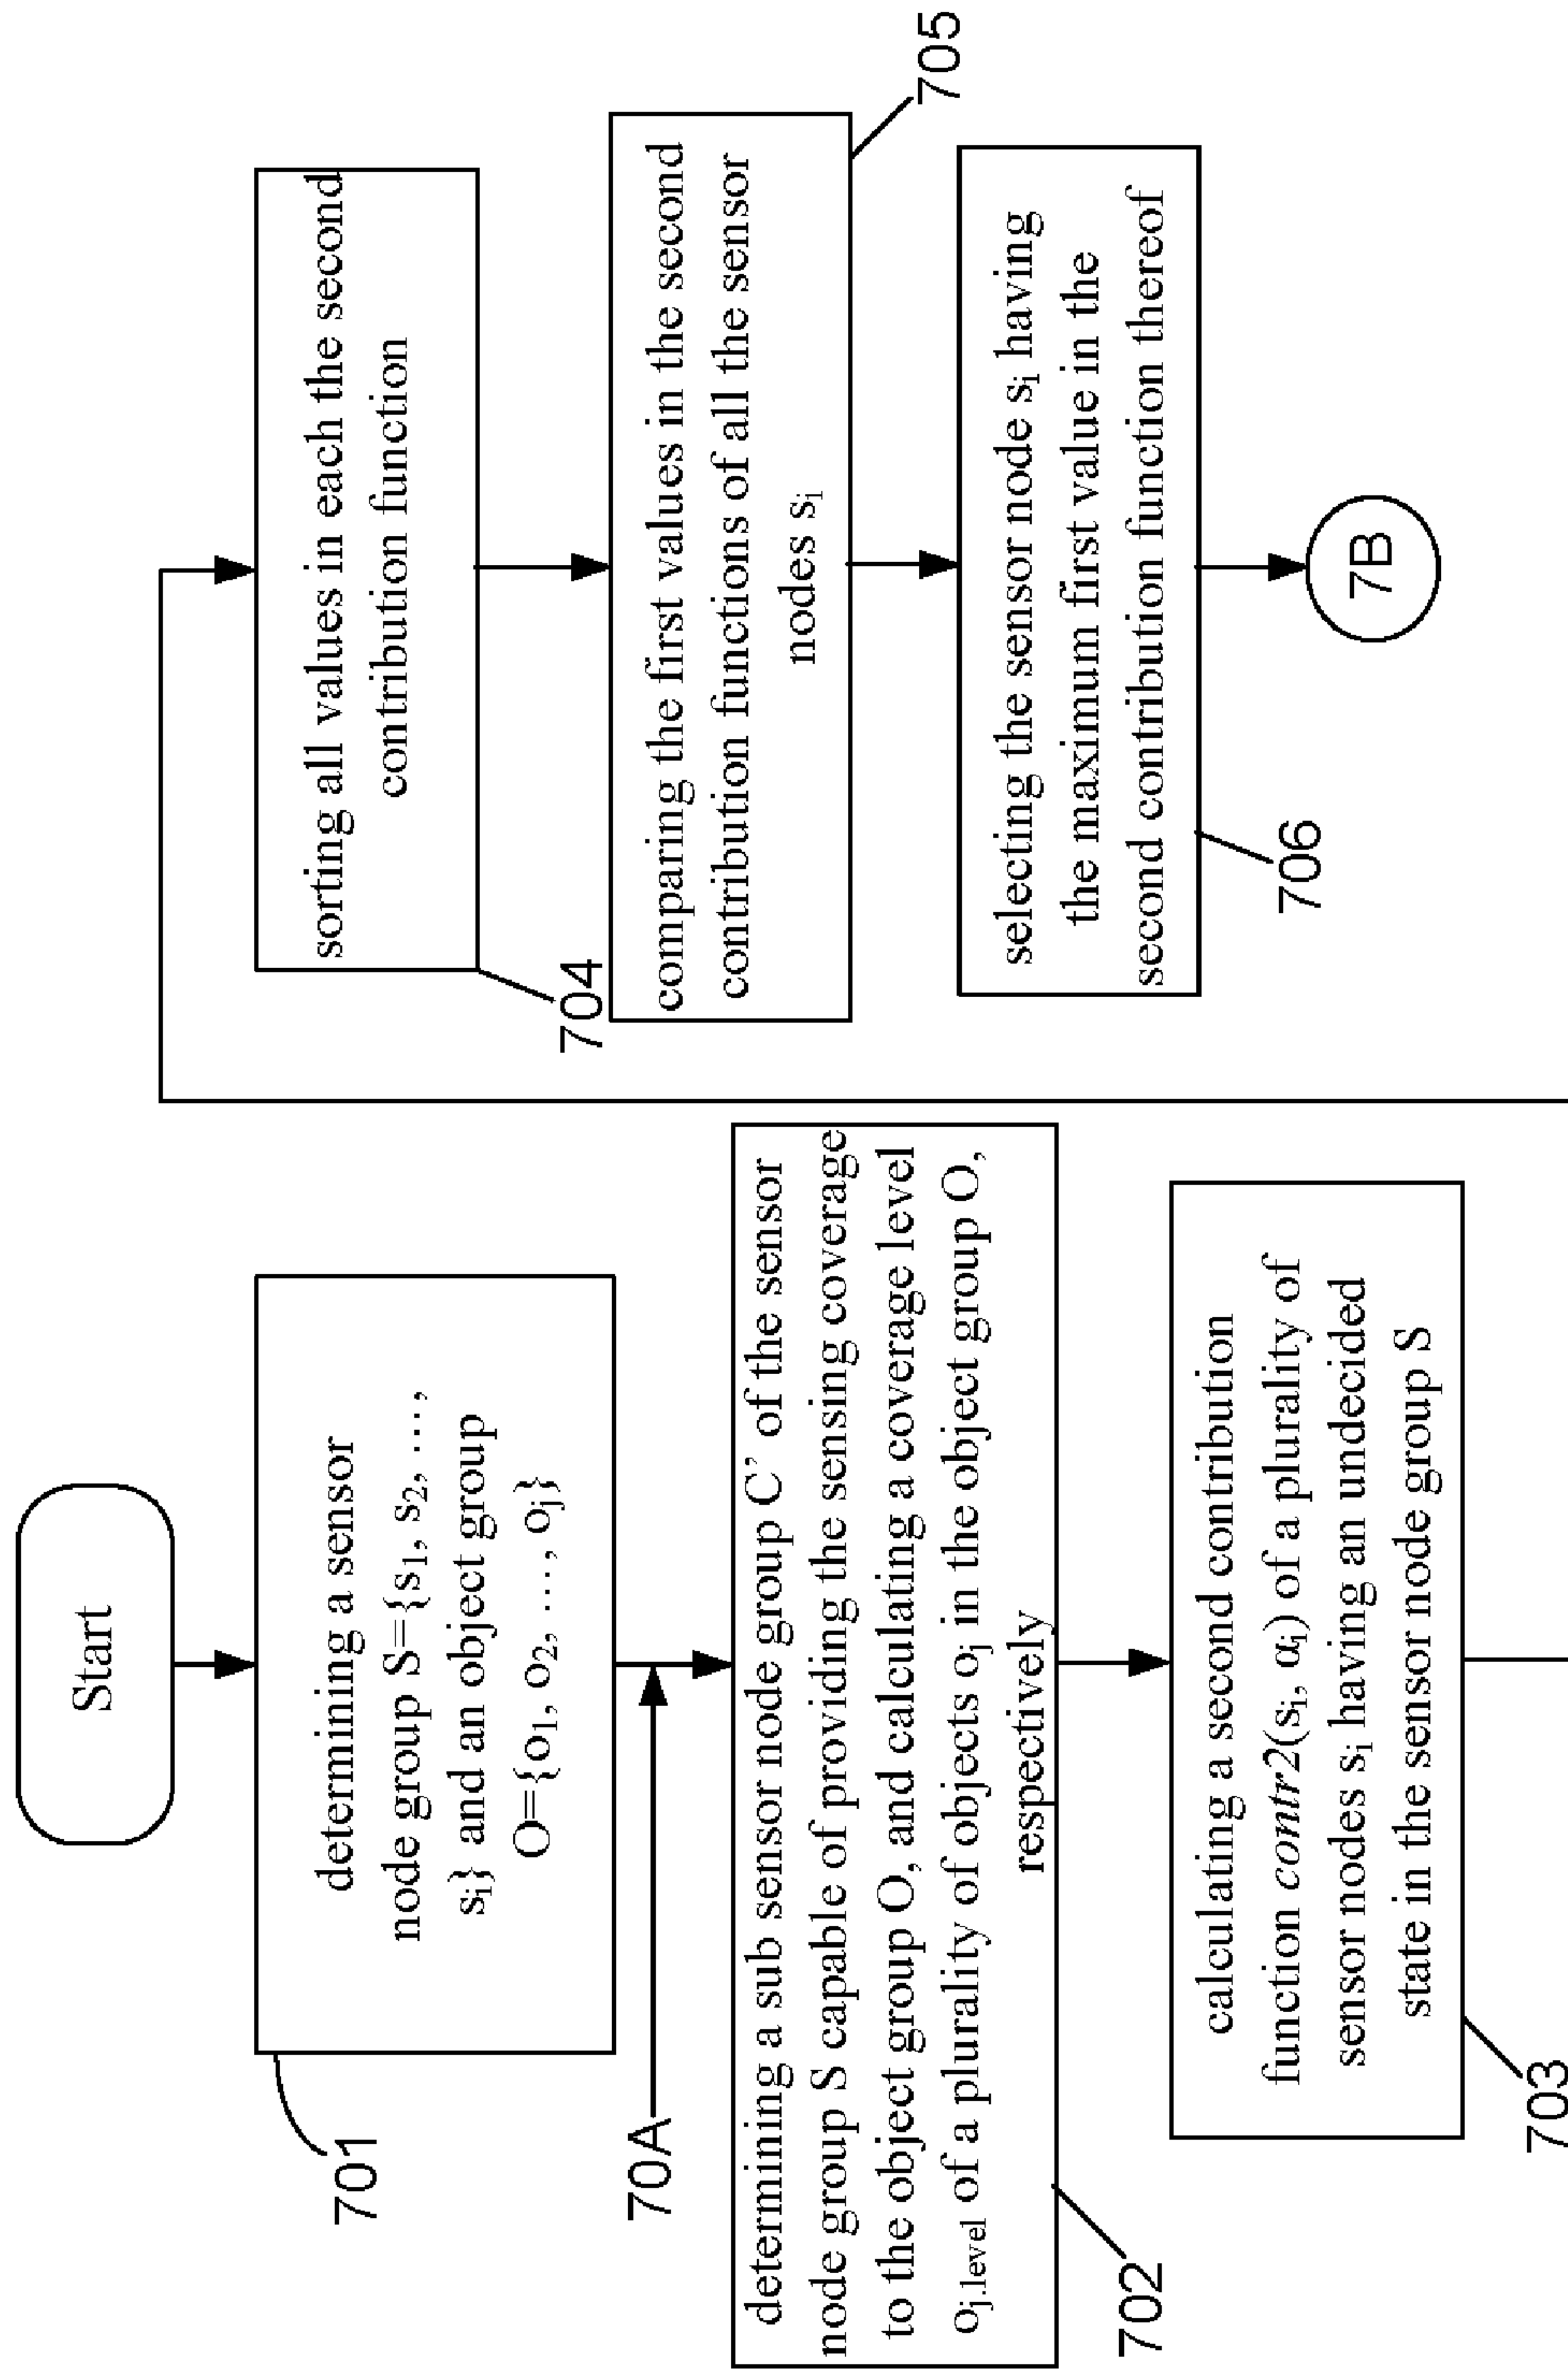 Start
determining a sensor
node group S={s1, s2, …,
si} and an object group
O={o1, o2, …, oj}
701
70A
determining a sub sensor node group C’ of the sensor
node group S capable of providing the sensing coverage
to the object group O, and calculating a coverage level
oj.level of a plurality of objects oj in the object group O,
respectively
702
calculating a second contribution
function contr2(si, αi) of a plurality of
sensor nodes si having an undecided
state in the sensor node group S
703
sorting all values in each the second
contribution function
704
comparing the first values in the second
contribution functions of all the sensor
nodes si
705
selecting the sensor node si having
the maximum first value in the
second contribution function thereof
706
7B